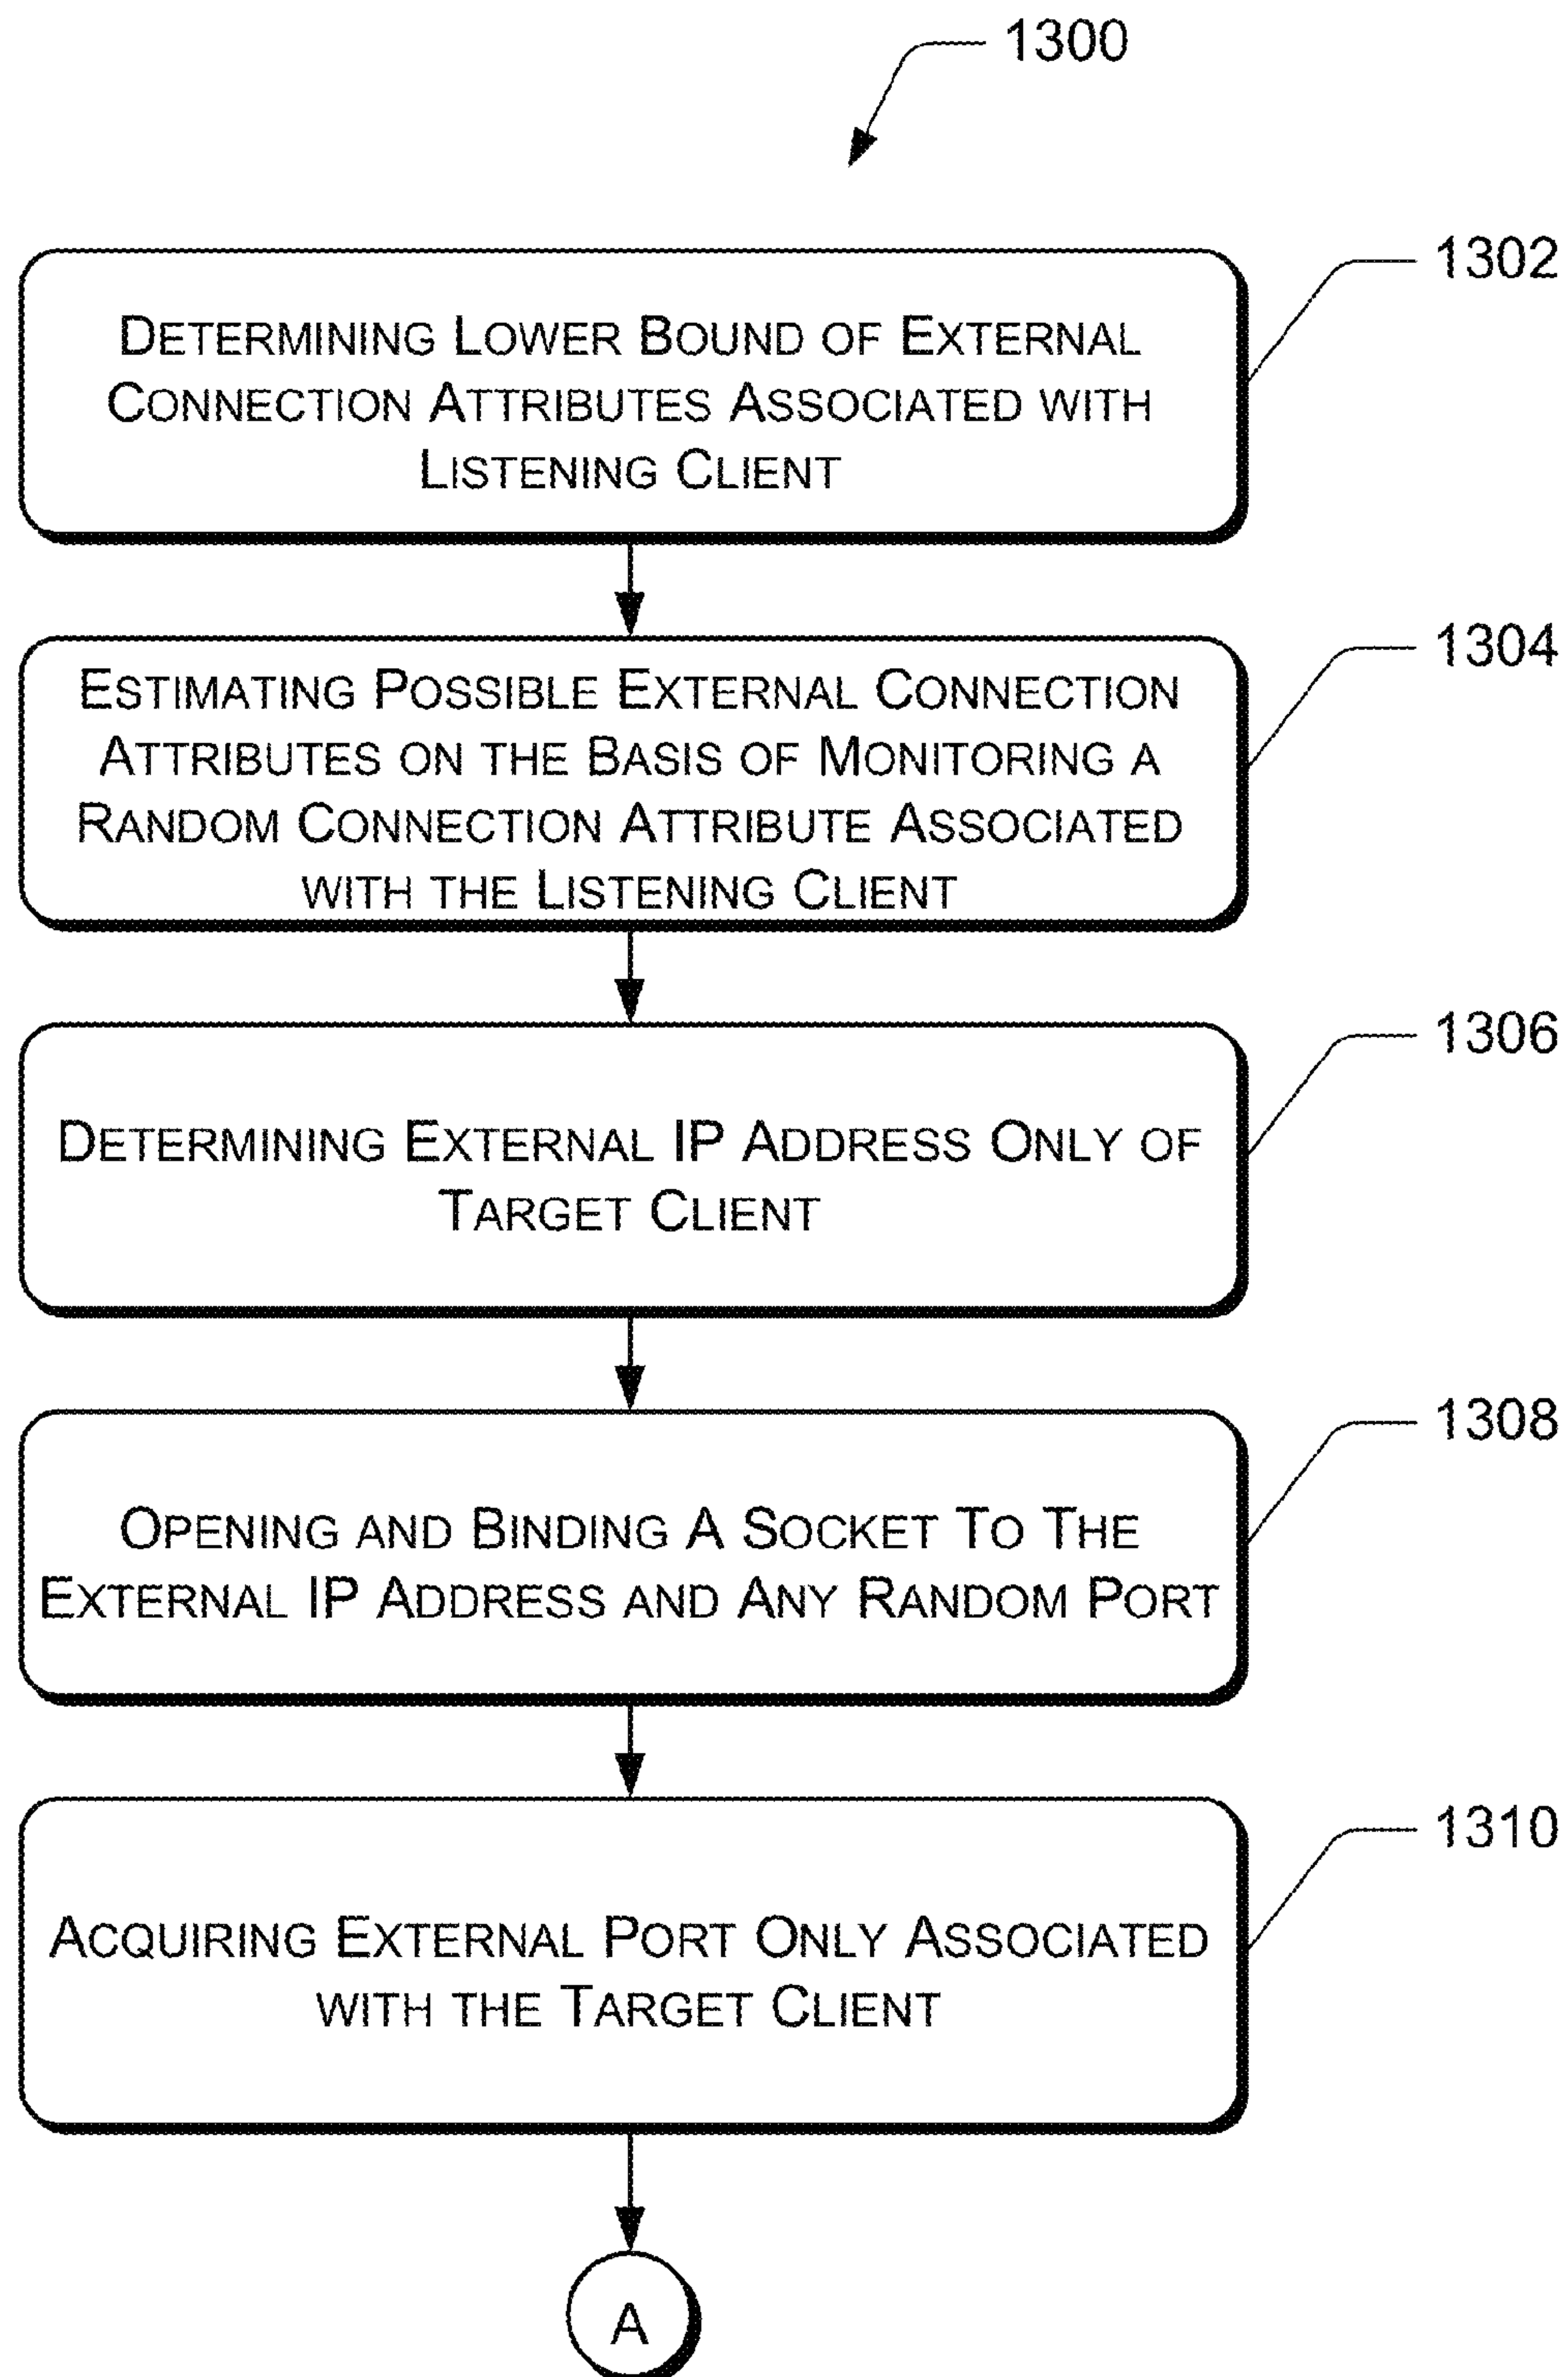 1300
1302
DETERMINING LOWER BOUND OF EXTERNAL
CONNECTION ATTRIBUTES ASSOCIATED WITH
LISTENING CLIENT
1304
ESTIMATING POSSIBLE EXTERNAL CONNECTION
ATTRIBUTES ON THE BASIS OF MONITORING A
RANDOM CONNECTION ATTRIBUTE ASSOCIATED
WITH THE LISTENING CLIENT
1306
DETERMINING EXTERNAL IP ADDRESS ONLY OF
TARGET CLIENT
1308
OPENING AND BINDING A SOCKET TO THE
EXTERNAL IP ADDRESS AND ANY RANDOM PORT
1310
ACQUIRING EXTERNAL PORT ONLY ASSOCIATED
WITH THE TARGET CLIENT
A